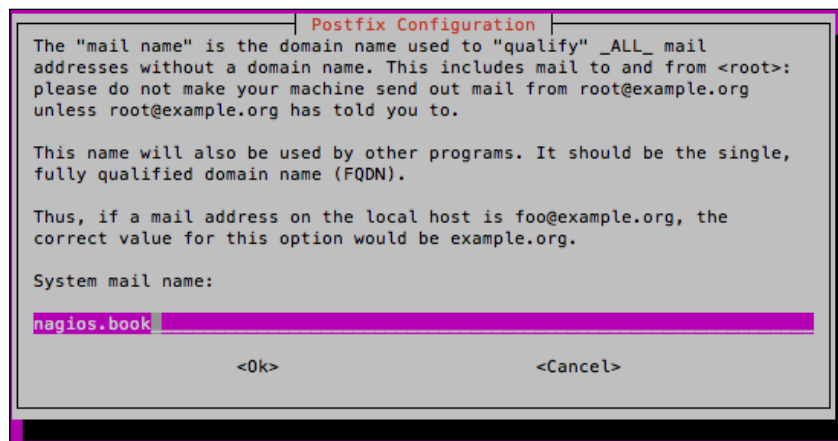 Postfix Configuration
The "mail name" is the domain name used to "qualify" _ALL_ mail
addresses without a domain name. This includes mail to and from <root>:
please do not make your machine send out mail from root@example.org
unless root@example.org has told you to.
This name will also be used by other programs. It should be the single,
fully qualified domain name (FQDN).
Thus, if a mail address on the local host is foo@example.org, the
correct value for this option would be example.org.
System mail name:
nagios.book
<Ok> <Cancel>